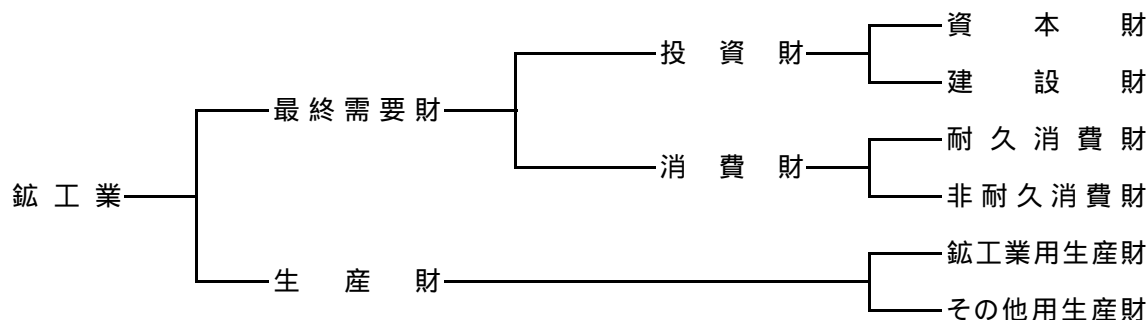 資本財
投資財
建設財
最終需要財
耐久消費財
消費財
鉱工業
非耐久消費財
鉱工業用生産財
生産財
その他用生産財